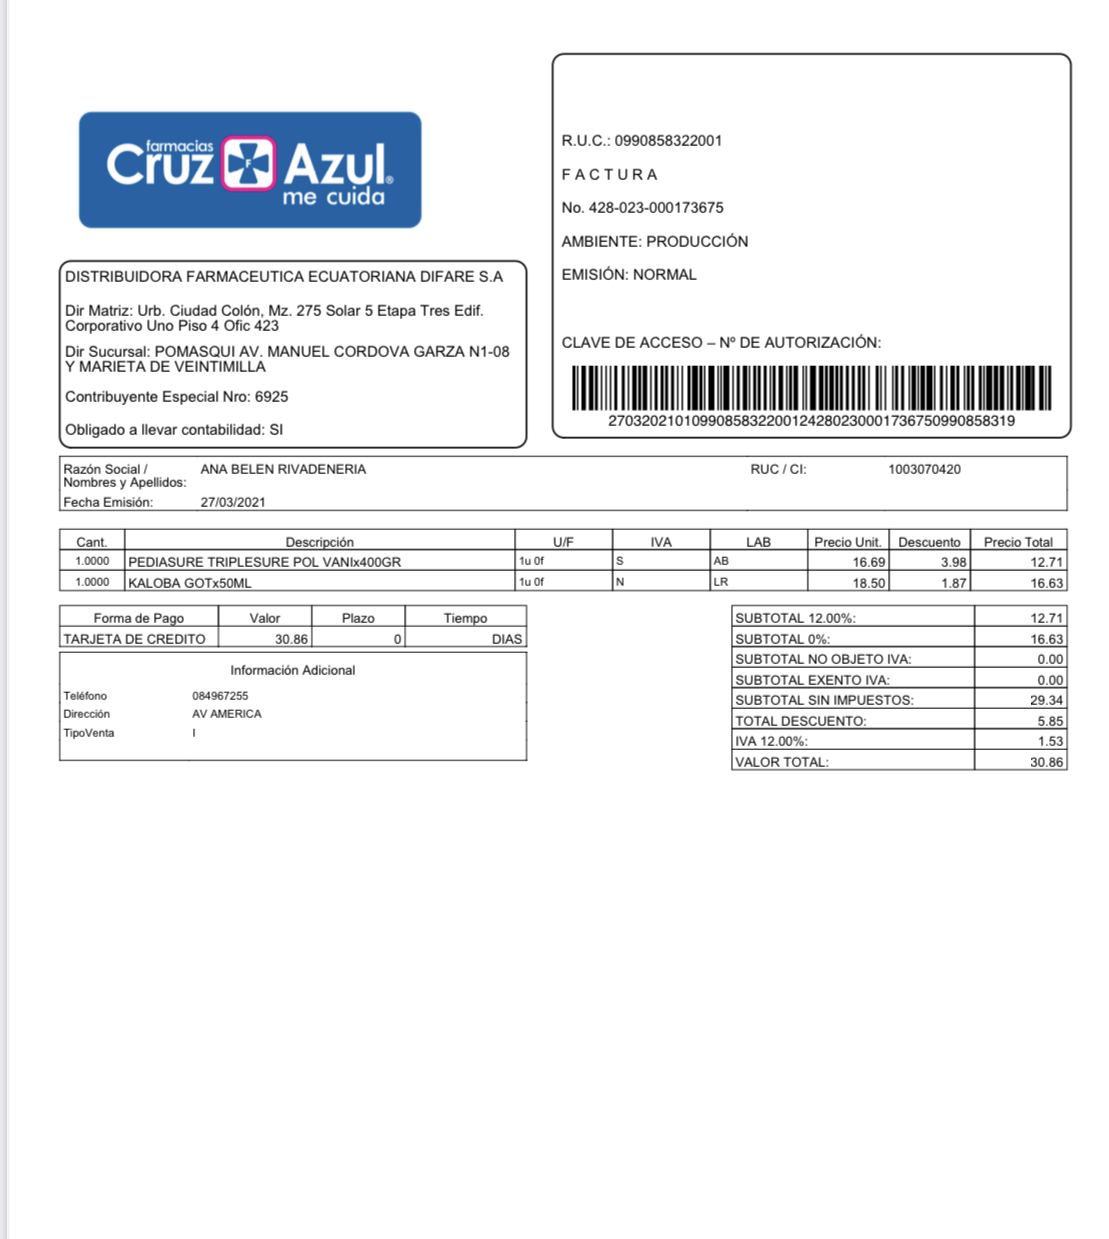 farmacias
Cruz Azul®
F
me cuida
R.U.C.: 0990858322001
F A C T U R A
No. 428-023-000173675
AMBIENTE: PRODUCCIÓN
EMISIÓN: NORMAL
CLAVE DE ACCESO – Nº DE AUTORIZACIÓN:
2703202101099085832200124280230001736750990858319
DISTRIBUIDORA FARMACEUTICA ECUATORIANA DIFARE S.A
Dir Matriz: Urb. Ciudad Colón, Mz. 275 Solar 5 Etapa Tres Edif.
Corporativo Uno Piso 4 Ofic 423
Dir Sucursal: POMASQUI AV. MANUEL CORDOVA GARZA N1-08
Y MARIETA DE VEINTIMILLA
Contribuyente Especial Nro: 6925
Obligado a llevar contabilidad: SI
Razón Social / ANA BELEN RIVADENERIA RUC / CI: 1003070420
Nombres y Apellidos:
Fecha Emisión: 27/03/2021
Cant. Descripción U/F IVA LAB Precio Unit. Descuento Precio Total
1.0000 PEDIASURE TRIPLESURE POL VANIx400GR 1u 0f S AB 16.69 3.98 12.71
1.0000 KALOBA GOTx50ML 1u 0f N LR 18.50 1.87 16.63
Forma de Pago Valor Plazo Tiempo
TARJETA DE CREDITO 30.86 0 DIAS
Información Adicional
Teléfono 084967255
Dirección AV AMERICA
TipoVenta I
SUBTOTAL 12.00%: 12.71
SUBTOTAL 0%: 16.63
SUBTOTAL NO OBJETO IVA: 0.00
SUBTOTAL EXENTO IVA: 0.00
SUBTOTAL SIN IMPUESTOS: 29.34
TOTAL DESCUENTO: 5.85
IVA 12.00%: 1.53
VALOR TOTAL: 30.86